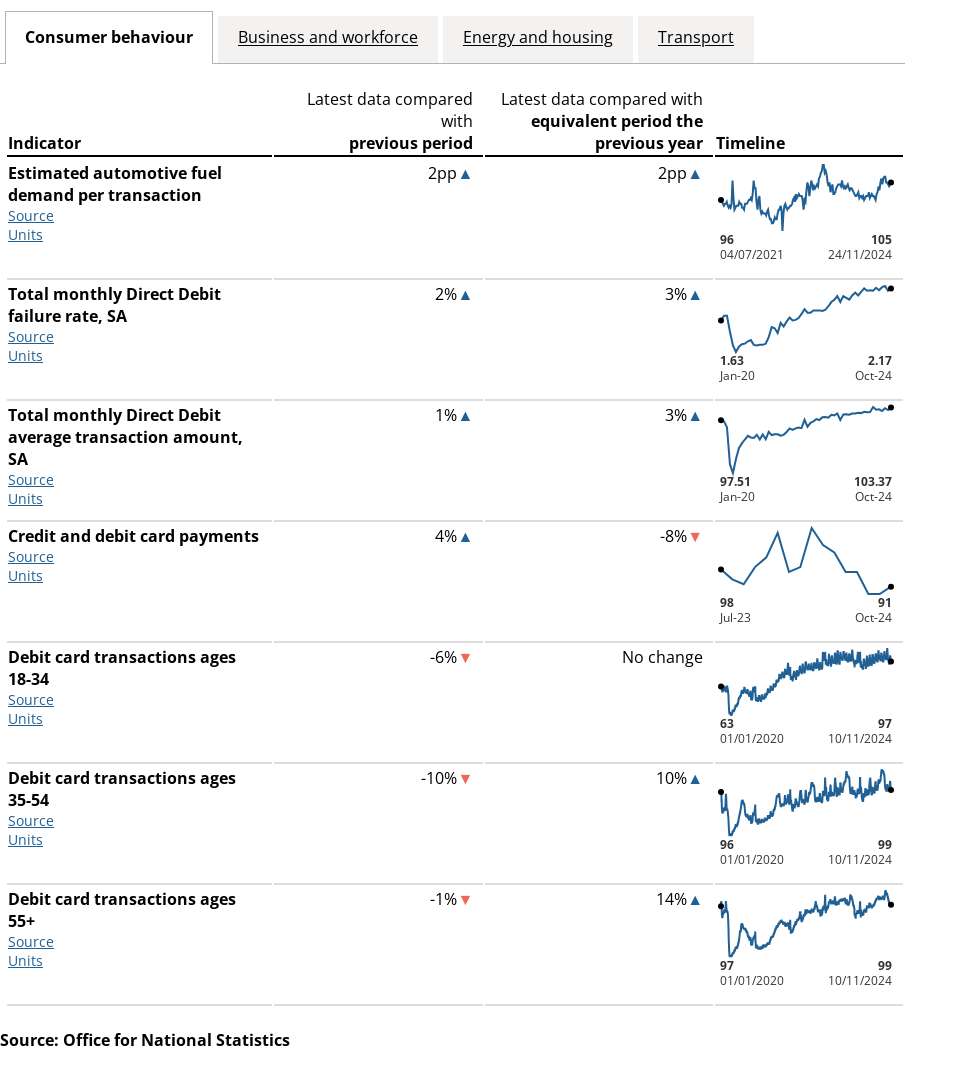 Consumer behaviour
Business and workforce
Energy and housing
Transport
Indicator
Latest data compared
with
previous period
Latest data compared with
equivalent period the
previous year
Timeline
Estimated automotive fuel
demand per transaction
Source
Units
2pp▲
2pp▲
96
105
04/07/2021
24/11/2024
Total monthly Direct Debit
failure rate, SA
Source
Units
2%▲
3%▲
1.63
2.17
Jan-20
Oct-24
Total monthly Direct Debit
average transaction amount,
SA
Source
Units
1%▲
3%▲
97.51
103.37
Jan-20
Oct-24
Credit and debit card payments
Source
Units
4%▲
-8%▼
98
91
Jul-23
Oct-24
Debit card transactions ages
18-34
Source
Units
-6%▼
No change
63
97
01/01/2020
10/11/2024
Debit card transactions ages
35-54
Source
Units
-10%▼
10%▲
96
99
01/01/2020
10/11/2024
Debit card transactions ages
55+
Source
Units
-1%▼
14%▲
97
99
01/01/2020
10/11/2024
Source: Office for National Statistics